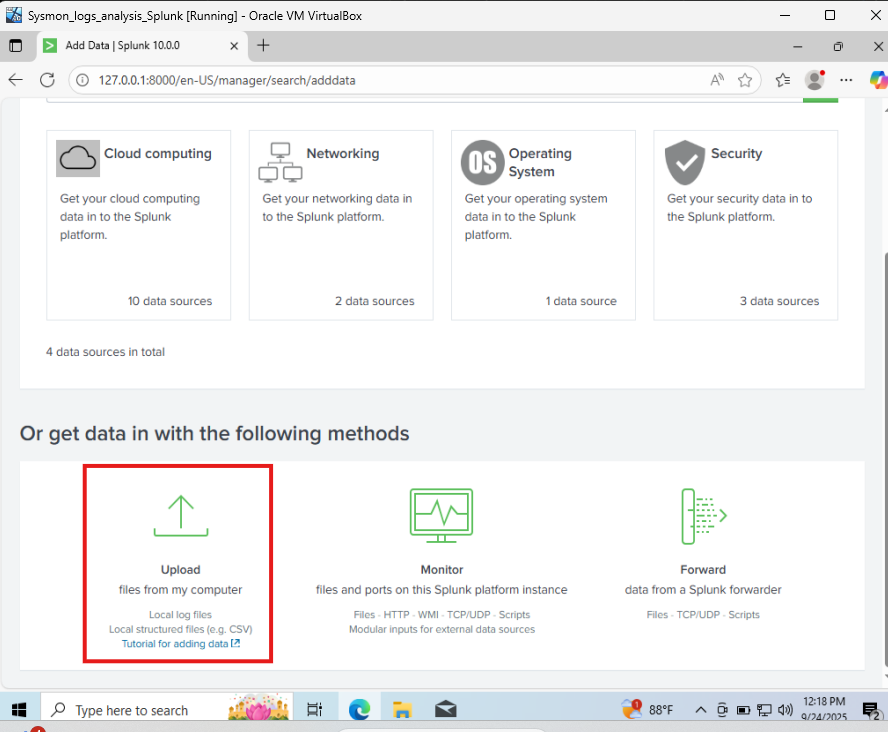 Sysmon_logs_analysis_Splunk [Running] - Oracle VM VirtualBox
Add Data | Splunk 10.0.0
127.0.0.1:8000/en-US/manager/search/adddata
Cloud computing
Get your cloud computing
data in to the Splunk
platform.
10 data sources
Networking
Get your networking data in
to the Splunk platform.
2 data sources
OS
Operating
System
Get your operating system
data in to the Splunk
platform.
1 data source
Security
Get your security data in to
the Splunk platform.
3 data sources
4 data sources in total
Or get data in with the following methods
Upload
files from my computer
Local log files
Local structured files (e.g. CSV)
Tutorial for adding data
Monitor
files and ports on this Splunk platform instance
Files - HTTP - WMI - TCP/UDP - Scripts
Modular inputs for external data sources
Forward
data from a Splunk forwarder
Files - TCP/UDP - Scripts
Type here to search
1
88°F
12:18 PM
9/24/2025
2